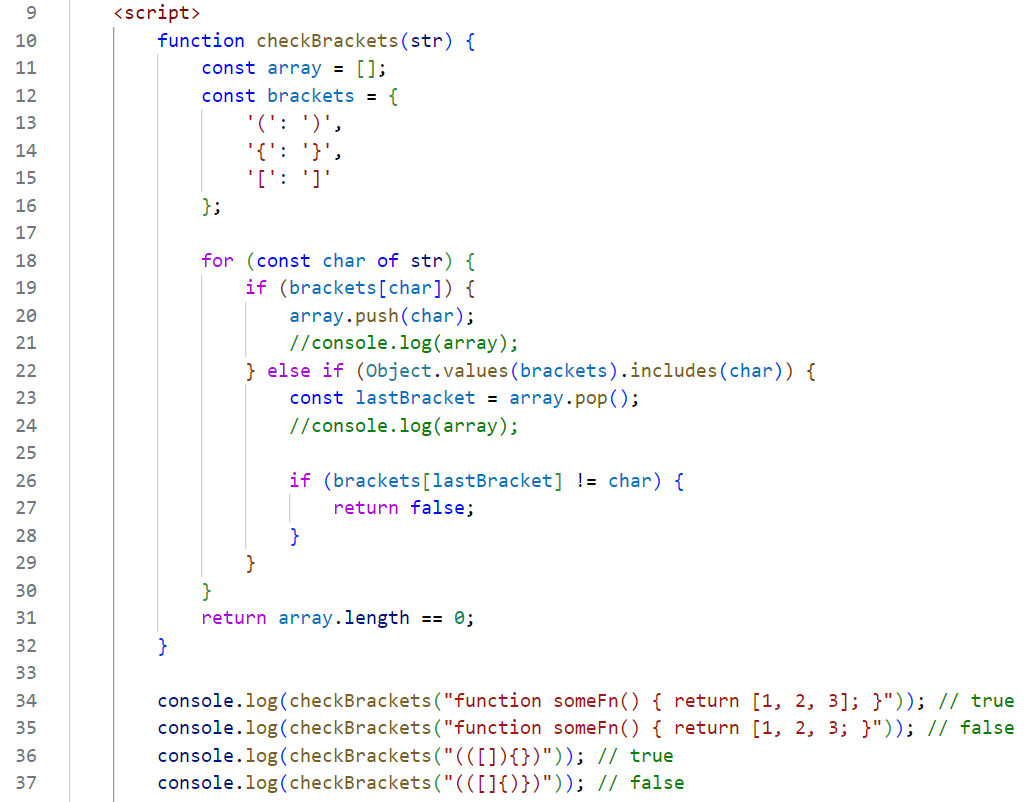 9 <script>
10 function checkBrackets(str) {
11 const array = [];
12 const brackets = {
13 '(': ')',
14 '{': '}',
15 '[': ']'
16 };
17
18 for (const char of str) {
19 if (brackets[char]) {
20 array.push(char);
21 //console.log(array);
22 } else if (Object.values(brackets).includes(char)) {
23 const lastBracket = array.pop();
24 //console.log(array);
25
26 if (brackets[lastBracket] != char) {
27 return false;
28 }
29 }
30 }
31 return array.length == 0;
32 }
33
34 console.log(checkBrackets("function someFn() { return [1, 2, 3]; }")); // true
35 console.log(checkBrackets("function someFn() { return [1, 2, 3; }")); // false
36 console.log(checkBrackets("(([]){})")); // true
37 console.log(checkBrackets("(([]{)})")); // false